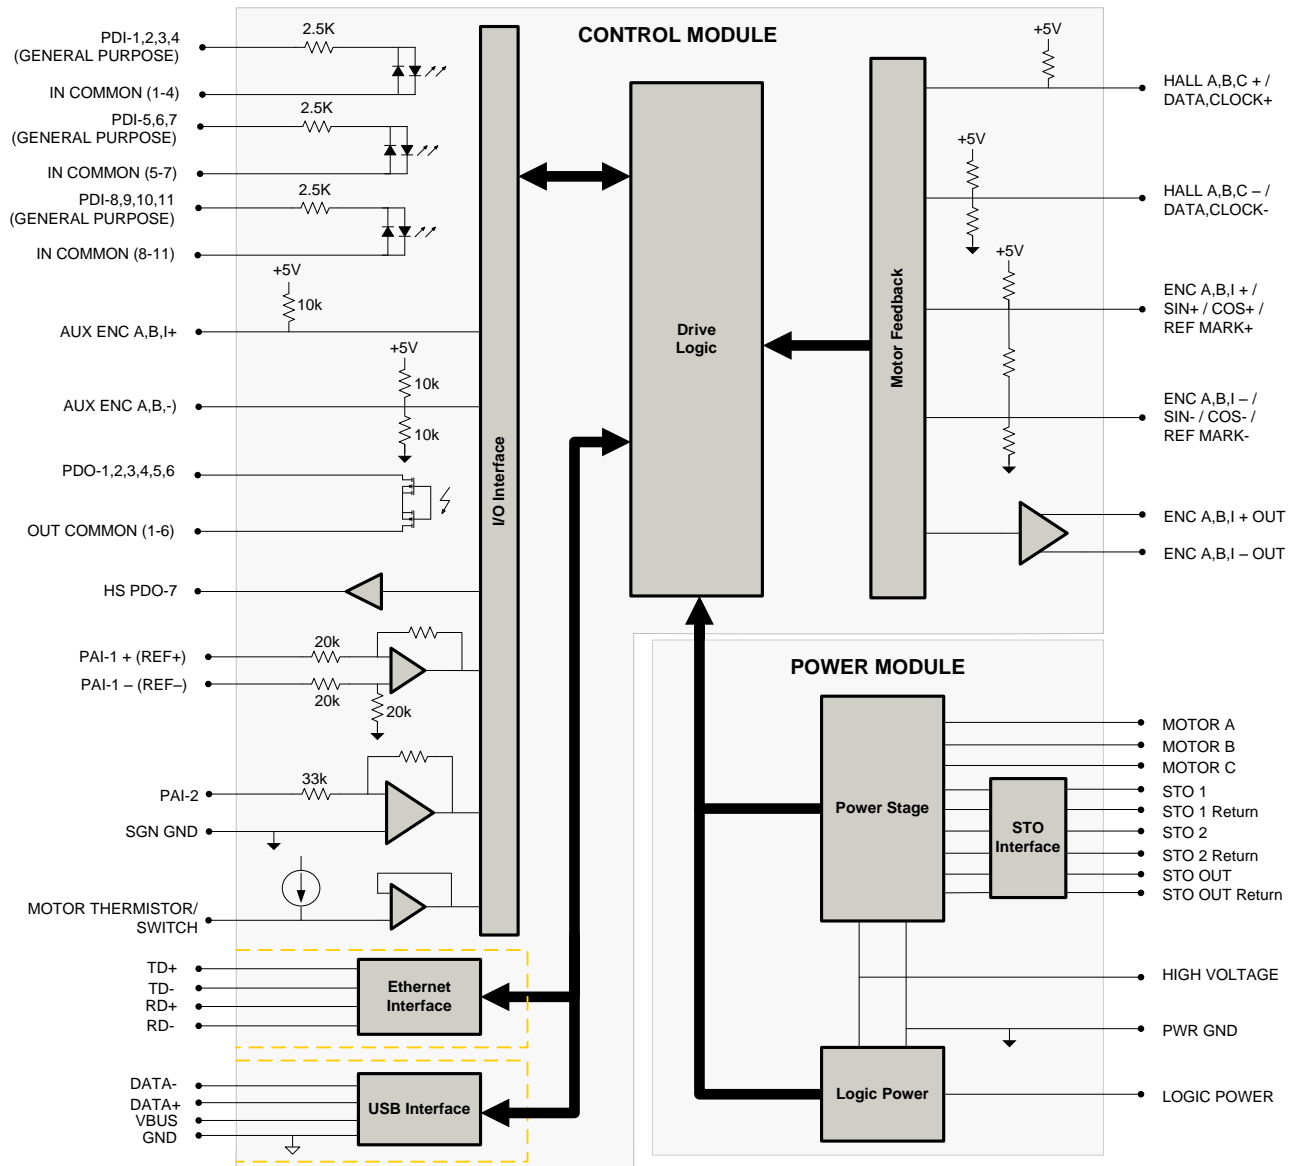 CONTROL MODULE
PDI-1,2,3,4
(GENERAL PURPOSE)
2.5K
IN COMMON (1-4)
PDI-5,6,7
(GENERAL PURPOSE)
2.5K
IN COMMON (5-7)
PDI-8,9,10,11
(GENERAL PURPOSE)
2.5K
IN COMMON (8-11)
+5V
10k
AUX ENC A,B,I+
+5V
10k
AUX ENC A,B,-)
10k
PDO-1,2,3,4,5,6
OUT COMMON (1-6)
HS PDO-7
PAI-1 + (REF+)
20k
PAI-1 – (REF–)
20k
20k
PAI-2
33k
SGN GND
MOTOR THERMISTOR/
SWITCH
I/O Interface
TD+
TD-
RD+
RD-
Ethernet
Interface
DATA-
DATA+
VBUS
GND
USB Interface
Drive
Logic
Motor Feedback
+5V
HALL A,B,C + /
DATA,CLOCK+
+5V
HALL A,B,C – /
DATA,CLOCK-
+5V
ENC A,B,I + /
SIN+ / COS+ /
REF MARK+
ENC A,B,I – /
SIN- / COS- /
REF MARK-
ENC A,B,I + OUT
ENC A,B,I – OUT
POWER MODULE
Power Stage
MOTOR A
MOTOR B
MOTOR C
STO
Interface
STO 1
STO 1 Return
STO 2
STO 2 Return
STO OUT
STO OUT Return
HIGH VOLTAGE
PWR GND
Logic Power
LOGIC POWER